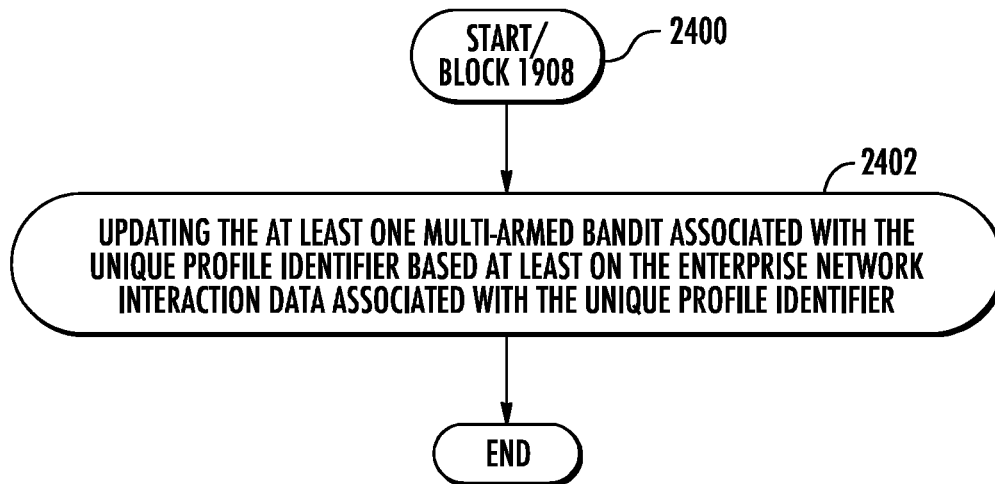 START/
BLOCK 1908
2400
2402
UPDATING THE AT LEAST ONE MULTI-ARMED BANDIT ASSOCIATED WITH THE
UNIQUE PROFILE IDENTIFIER BASED AT LEAST ON THE ENTERPRISE NETWORK
INTERACTION DATA ASSOCIATED WITH THE UNIQUE PROFILE IDENTIFIER
END